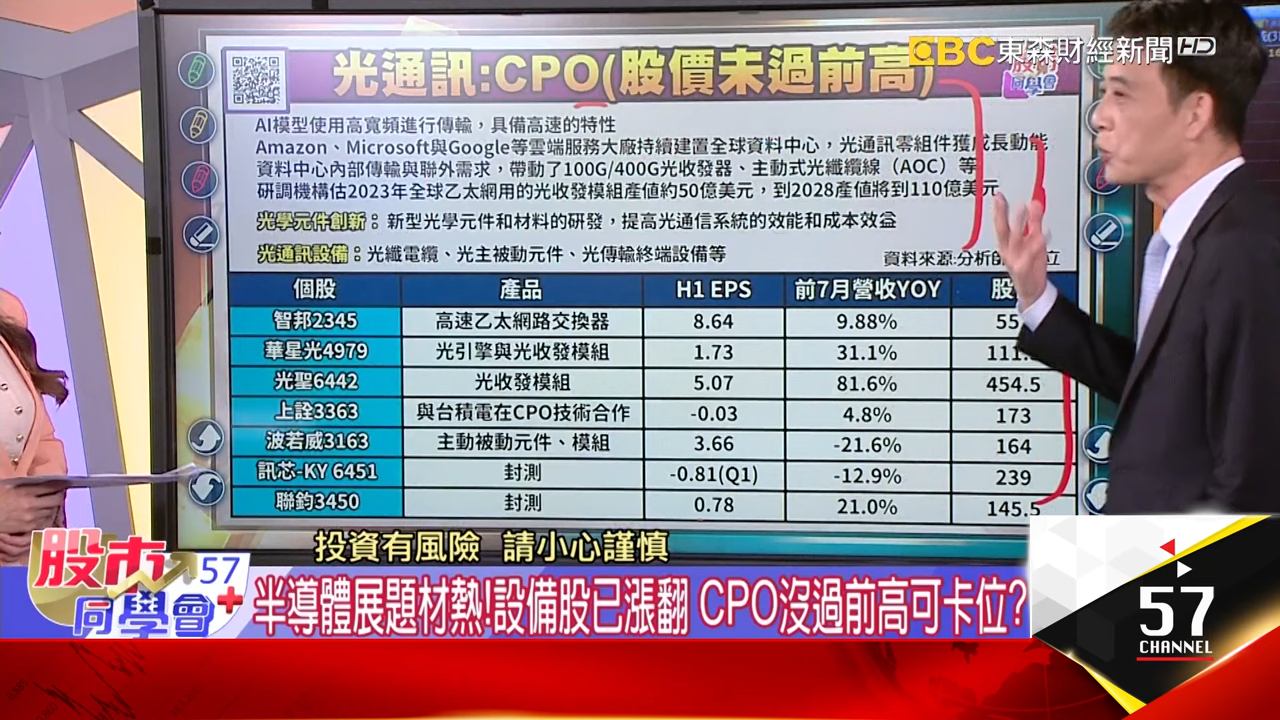 EBC 東森財經新聞 HD
光通訊:CPO(股價未過前高)
同學會
AI模型使用高寬頻進行傳輸，具備高速的特性
Amazon、Microsoft與Google等雲端服務大廠持續建置全球資料中心，光通訊零組件獲成長動能
資料中心內部傳輸與聯外需求，帶動了100G/400G光收發器、主動式光纖纜線（AOC）等
研調機構估2023年全球乙太網用的光收發模組產值約50億美元，到2028產值將到110億美元
光學元件創新：新型光學元件和材料的研發，提高光通信系統的效能和成本效益
光通訊設備：光纖電纜、光主被動元件、光傳輸終端設備等
資料來源:分析師
個股 產品 H1 EPS 前7月營收YOY 股
智邦2345 高速乙太網路交換器 8.64 9.88% 55
華星光4979 光引擎與光收發模組 1.73 31.1% 111.
光聖6442 光收發模組 5.07 81.6% 454.5
上詮3363 與台積電在CPO技術合作 -0.03 4.8% 173
波若威3163 主動被動元件、模組 3.66 -21.6% 164
訊芯-KY 6451 封測 -0.81(Q1) -12.9% 239
聯鈞3450 封測 0.78 21.0% 145.5
投資有風險 請小心謹慎
股市同學會 57+
半導體展題材熱!設備股已漲翻 CPO沒過前高可卡位?
57
CHANNEL